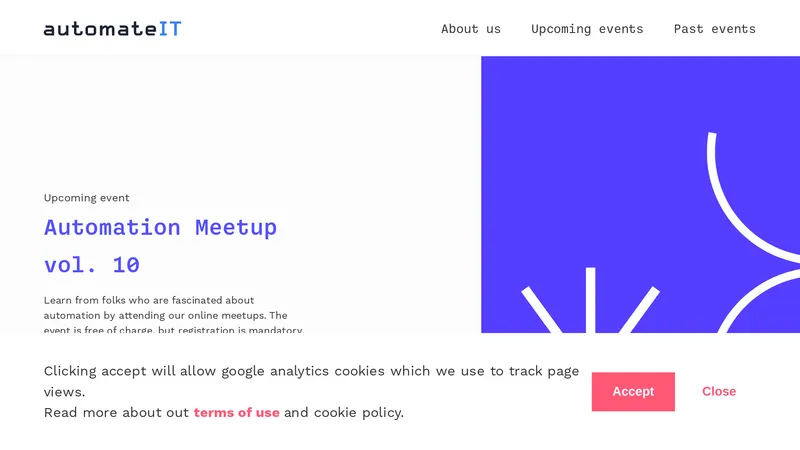 automateIT
About us
Upcoming events
Past events
Upcoming event
Automation Meetup
vol. 10
Learn from folks who are fascinated about
automation by attending our online meetups. The
event is free of charge, but registration is mandatory.
Clicking accept will allow google analytics cookies which we use to track page
views.
Read more about out terms of use and cookie policy.
Accept
Close